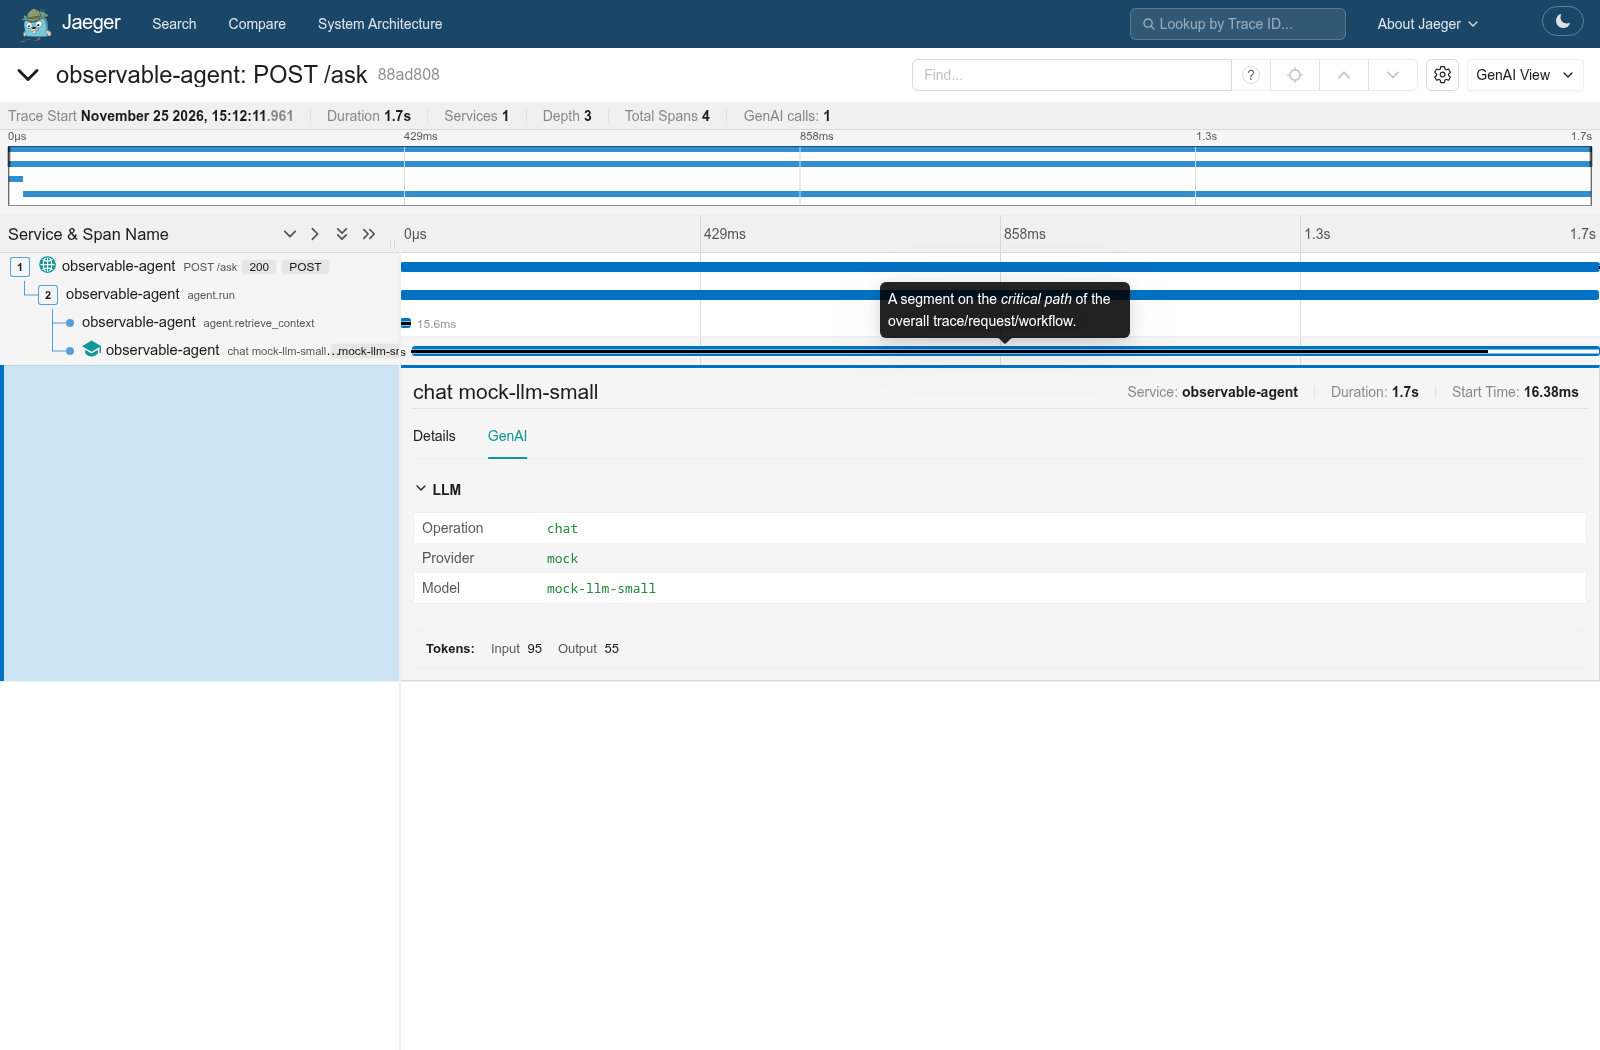 Jaeger Search Compare System Architecture Lookup by Trace ID... About Jaeger
observable-agent: POST /ask 88ad808 Find... ? GenAI View
Trace Start November 25 2026, 15:12:11.961 Duration 1.7s Services 1 Depth 3 Total Spans 4 GenAI calls: 1
0μs 429ms 858ms 1.3s 1.7s
Service & Span Name 0μs 429ms 858ms 1.3s 1.7s
1 observable-agent POST /ask 200 POST
2 observable-agent agent.run
A segment on the critical path of the
overall trace/request/workflow.
observable-agent agent.retrieve_context 15.6ms
observable-agent chat mock-llm-small...
chat mock-llm-small Service: observable-agent Duration: 1.7s Start Time: 16.38ms
Details GenAI
LLM
Operation chat
Provider mock
Model mock-llm-small
Tokens: Input 95 Output 55